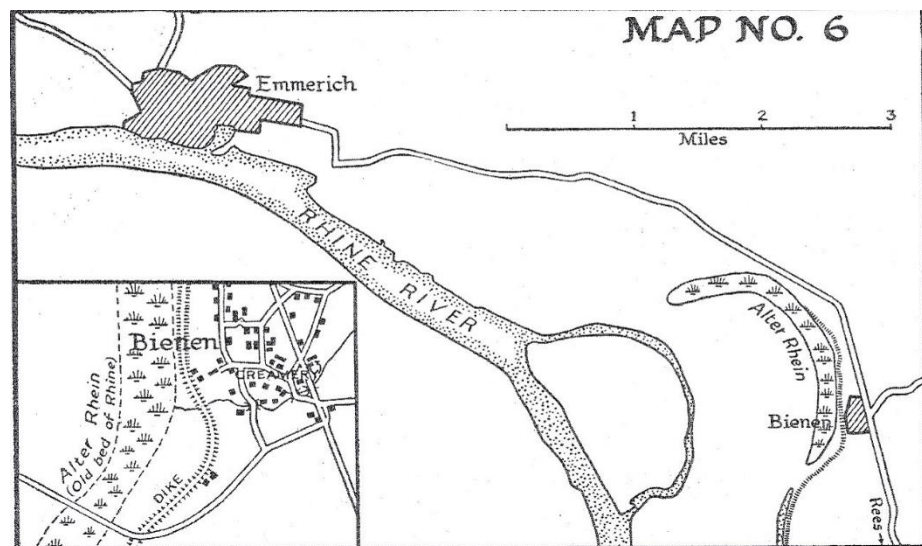 MAP NO. 6
Emmerich
1 2 3
Miles
RHINE RIVER
Alter Rhein
Bienen
Rees→
Bienen
CREAMERY
Alter Rhein
(Old bed of Rhine)
DIKE